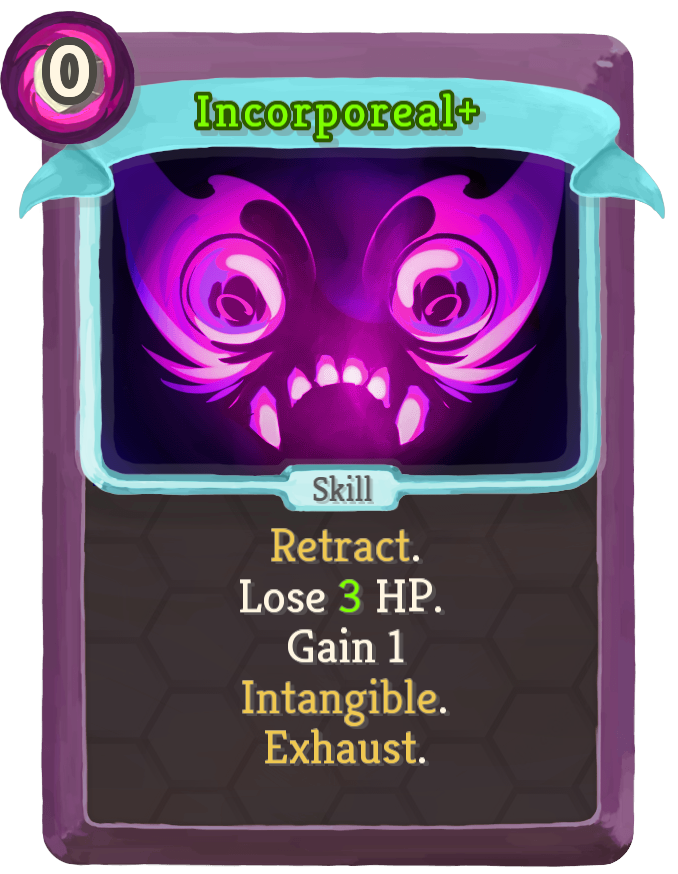 0
Incorporeal+
Skill
Retract.
Lose 3 HP.
Gain 1
Intangible.
Exhaust.